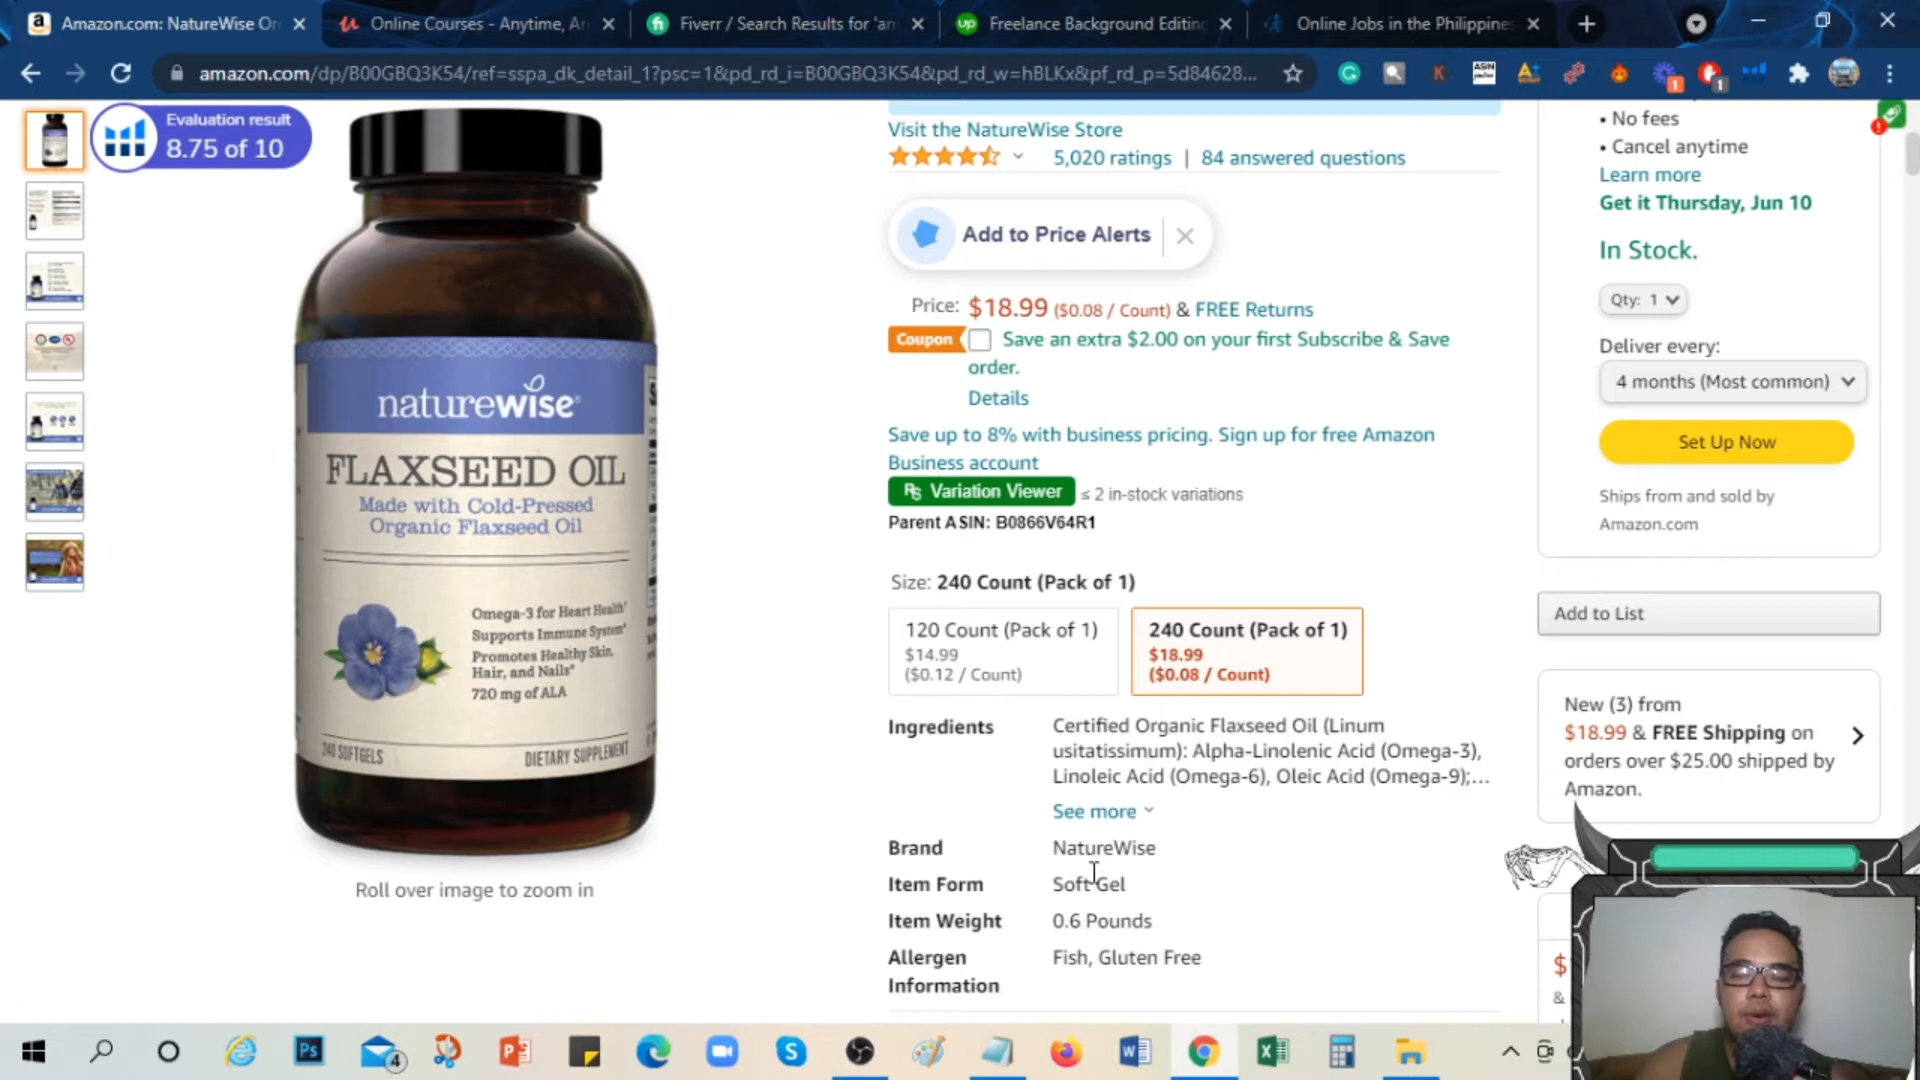 Amazon.com: NatureWise Or
Online Courses - Anytime, An
Fiverr / Search Results for 'an
Freelance Background Editing
Online Jobs in the Philippines
amazon.com/dp/B00GBQ3K54/ref=sspa_dk_detail_1?psc=1&pd_rd_i=B00GBQ3K54&pd_rd_w=hBLKx&pf_rd_p=5d84628...
Evaluation result
8.75 of 10
naturewise
FLAXSEED OIL
Made with Cold-Pressed
Organic Flaxseed Oil
Omega-3 for Heart Health*
Supports Immune System*
Promotes Healthy Skin,
Hair, and Nails*
720 mg of ALA
240 SOFTGELS
DIETARY SUPPLEMENT
Roll over image to zoom in
Visit the NatureWise Store
5,020 ratings | 84 answered questions
Add to Price Alerts
Price: $18.99 ($0.08 / Count) & FREE Returns
Coupon Save an extra $2.00 on your first Subscribe & Save
order.
Details
Save up to 8% with business pricing. Sign up for free Amazon
Business account
Variation Viewer ≤ 2 in-stock variations
Parent ASIN: B0866V64R1
Size: 240 Count (Pack of 1)
120 Count (Pack of 1)
$14.99
($0.12 / Count)
240 Count (Pack of 1)
$18.99
($0.08 / Count)
Ingredients Certified Organic Flaxseed Oil (Linum
usitatissimum): Alpha-Linolenic Acid (Omega-3),
Linoleic Acid (Omega-6), Oleic Acid (Omega-9);...
See more
Brand NatureWise
Item Form Soft Gel
Item Weight 0.6 Pounds
Allergen Fish, Gluten Free
Information
• No fees
• Cancel anytime
Learn more
Get it Thursday, Jun 10
In Stock.
Qty: 1
Deliver every:
4 months (Most common)
Set Up Now
Ships from and sold by
Amazon.com
Add to List
New (3) from
$18.99 & FREE Shipping on
orders over $25.00 shipped by
Amazon.
$
&